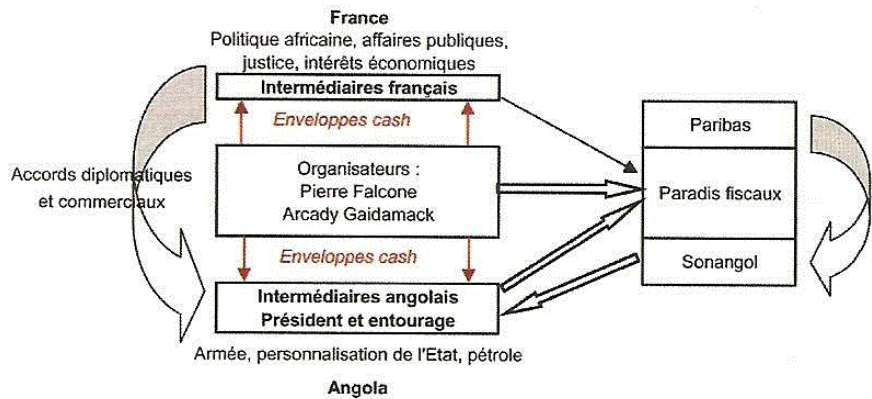 France
Politique africaine, affaires publiques,
justice, intérêts économiques
Intermédiaires français
Enveloppes cash
Accords diplomatiques
et commerciaux
Organisateurs :
Pierre Falcone
Arcady Gaidamack
Enveloppes cash
Intermédiaires angolais
Président et entourage
Armée, personnalisation de l'Etat, pétrole
Angola
Paribas
Paradis fiscaux
Sonangol